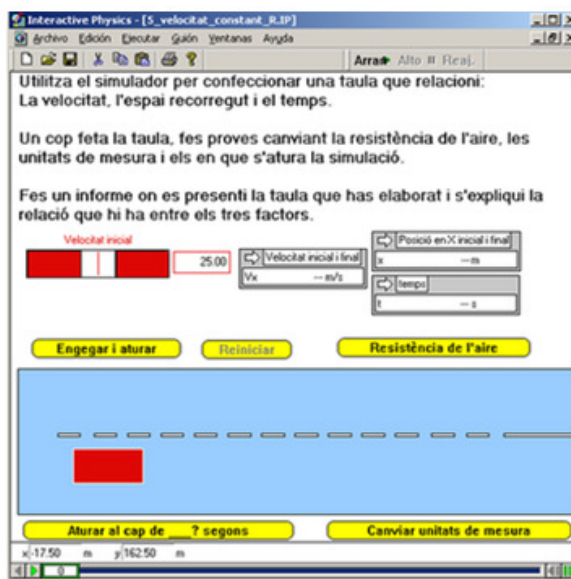 Interactive Physics - [5_velocitat_constant_R.IP]
Archivo Edición Ejecutar Guión Ventanas Ayuda
Arrar Alto Reaj.
Utilitza el simulador per confeccionar una taula que relacioni:
La velocitat, l'espai recorregut i el temps.
Un cop feta la taula, fes proves canviant la resistència de l'aire, les
unitats de mesura i els en que s'atura la simulació.
Fes un informe on es presenti la taula que has elaborat i s'expliqui la
relació que hi ha entre els tres factors.
Velocitat inicial
25.00
Velocitat inicial i final
Vx -- m/s
Posició en X inicial i final
x -- m
temps
t -- s
Engegar i aturar
Reiniciar
Resistència de l'aire
Aturar al cap de ___? segons
Canviar unitats de mesura
x -17.50 m y 162.50 m
0